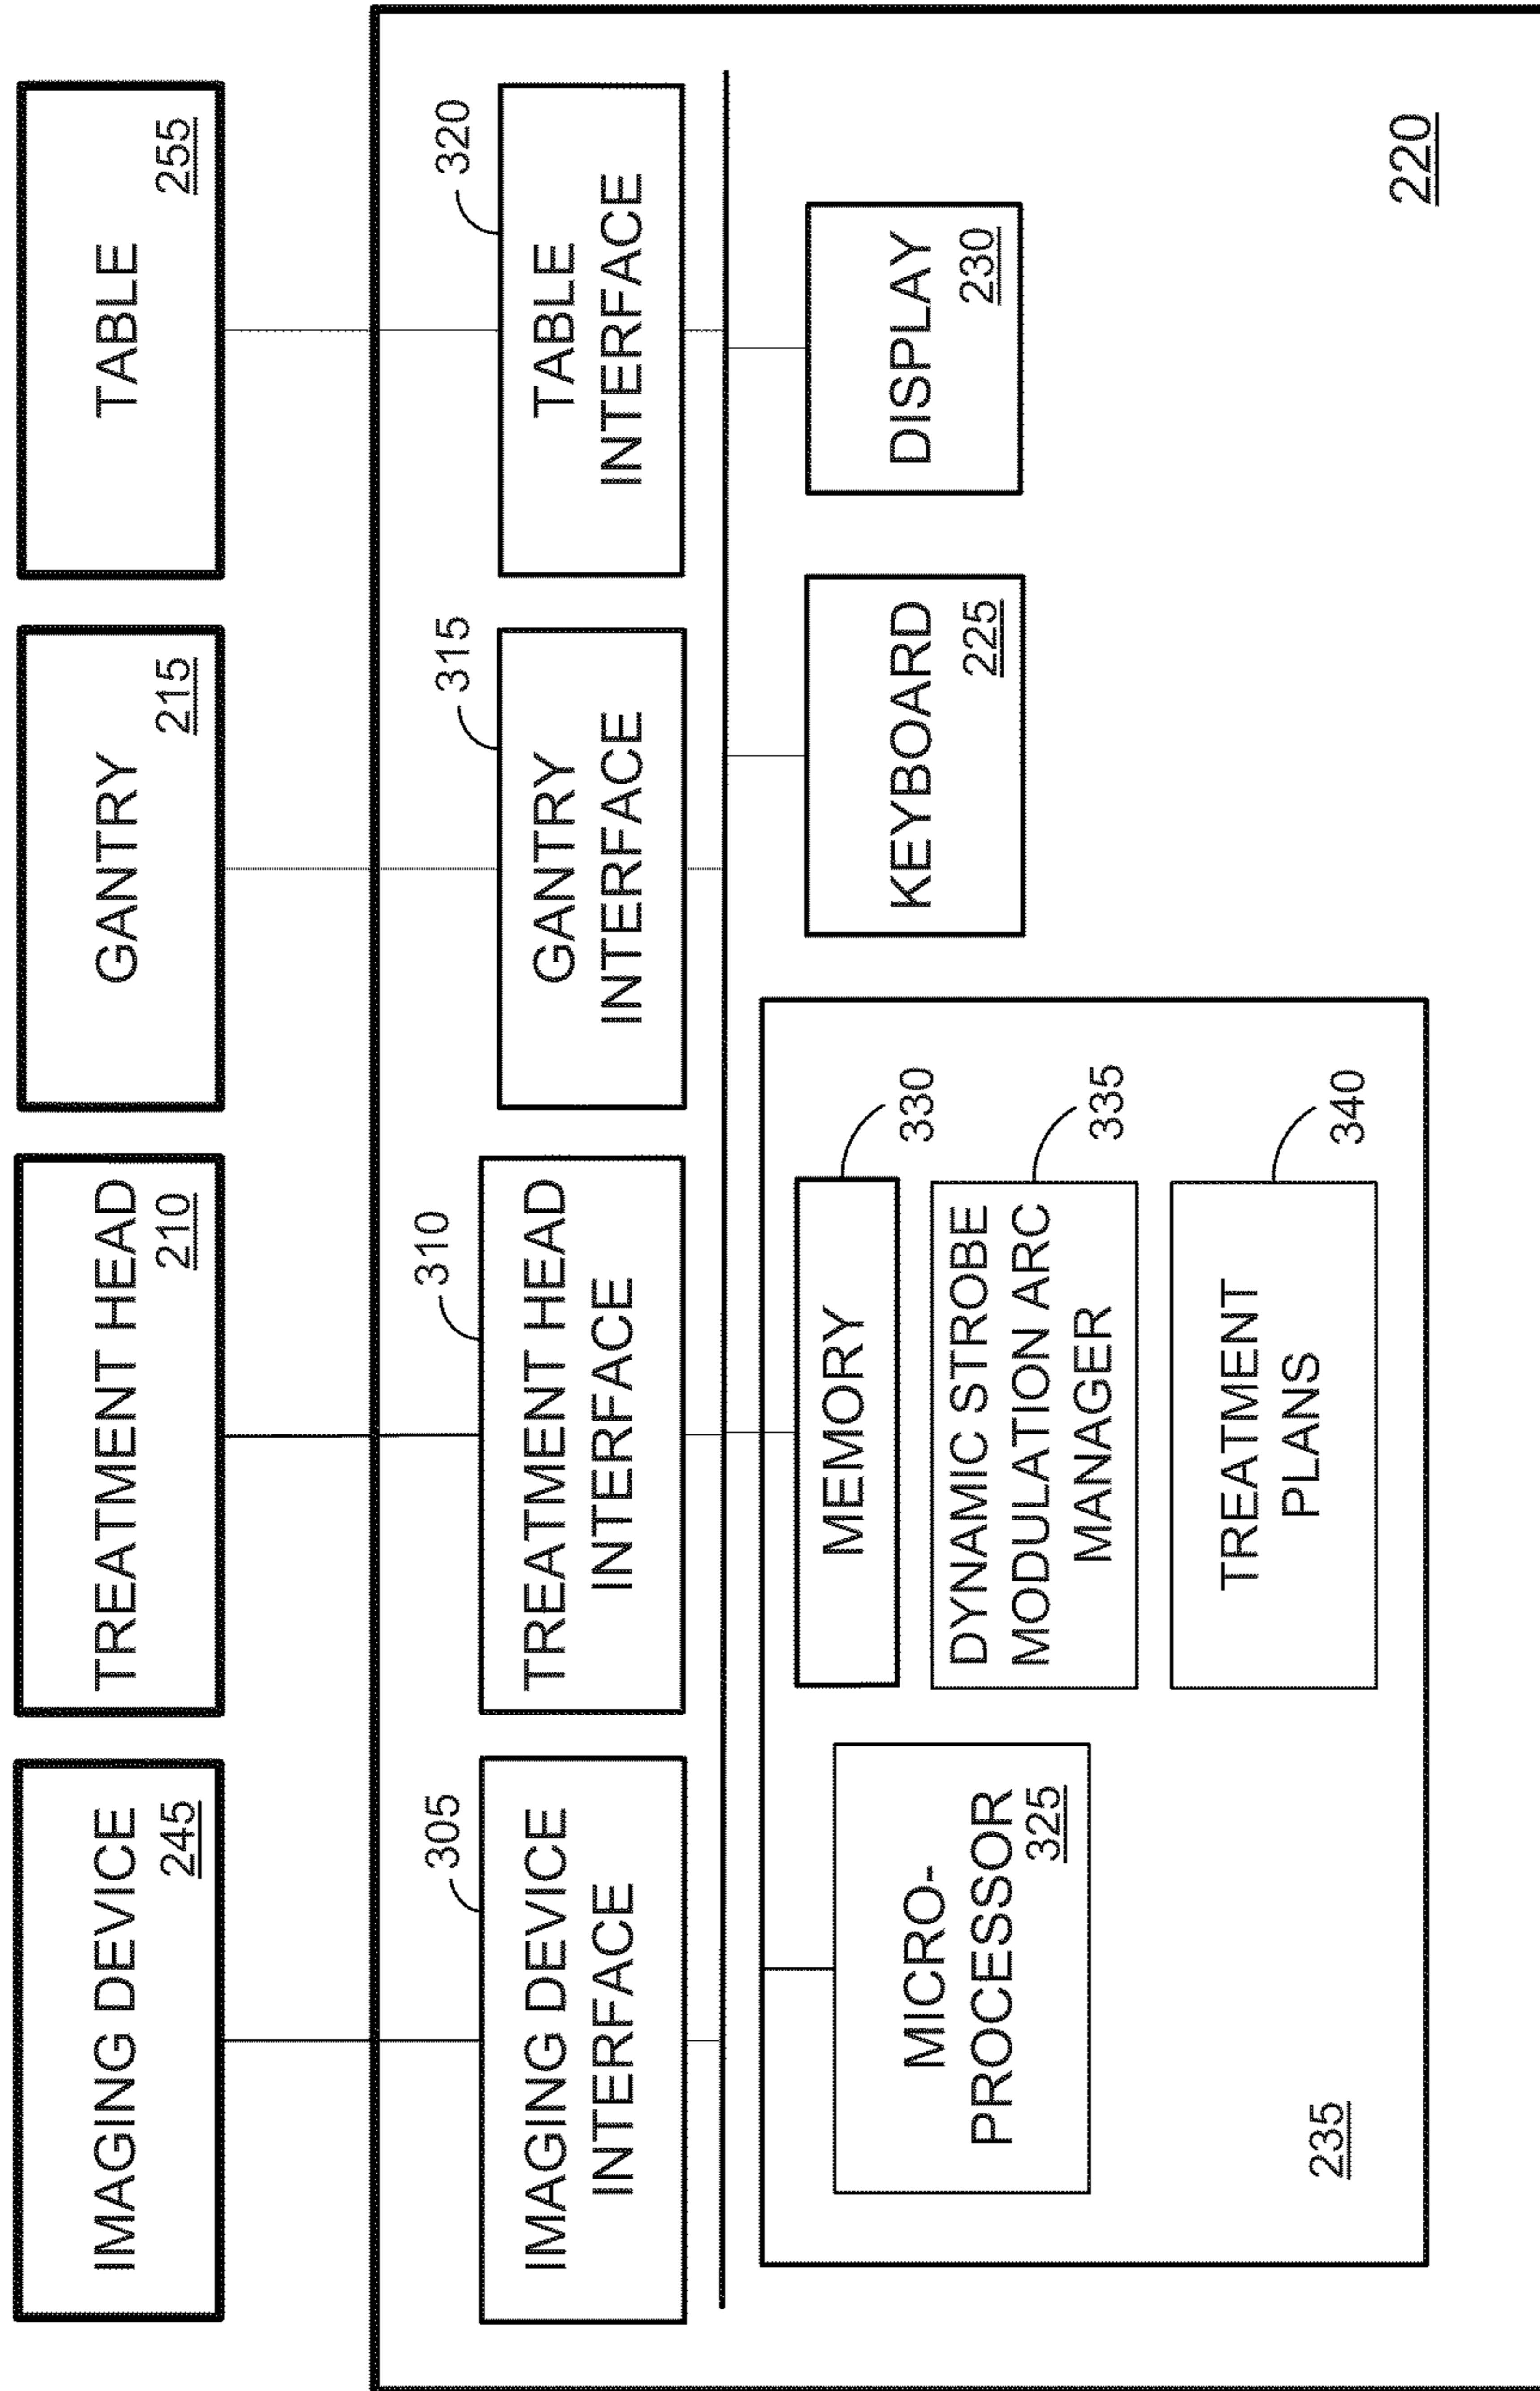 IMAGING DEVICE
245
TREATMENT HEAD
210
GANTRY
215
TABLE
255
305
IMAGING DEVICE
INTERFACE
310
TREATMENT HEAD
INTERFACE
315
GANTRY
INTERFACE
320
TABLE
INTERFACE
MICRO-
PROCESSOR
325
MEMORY
330
DYNAMIC STROBE
MODULATION ARC
MANAGER
335
TREATMENT
PLANS
340
235
KEYBOARD
225
DISPLAY
230
220